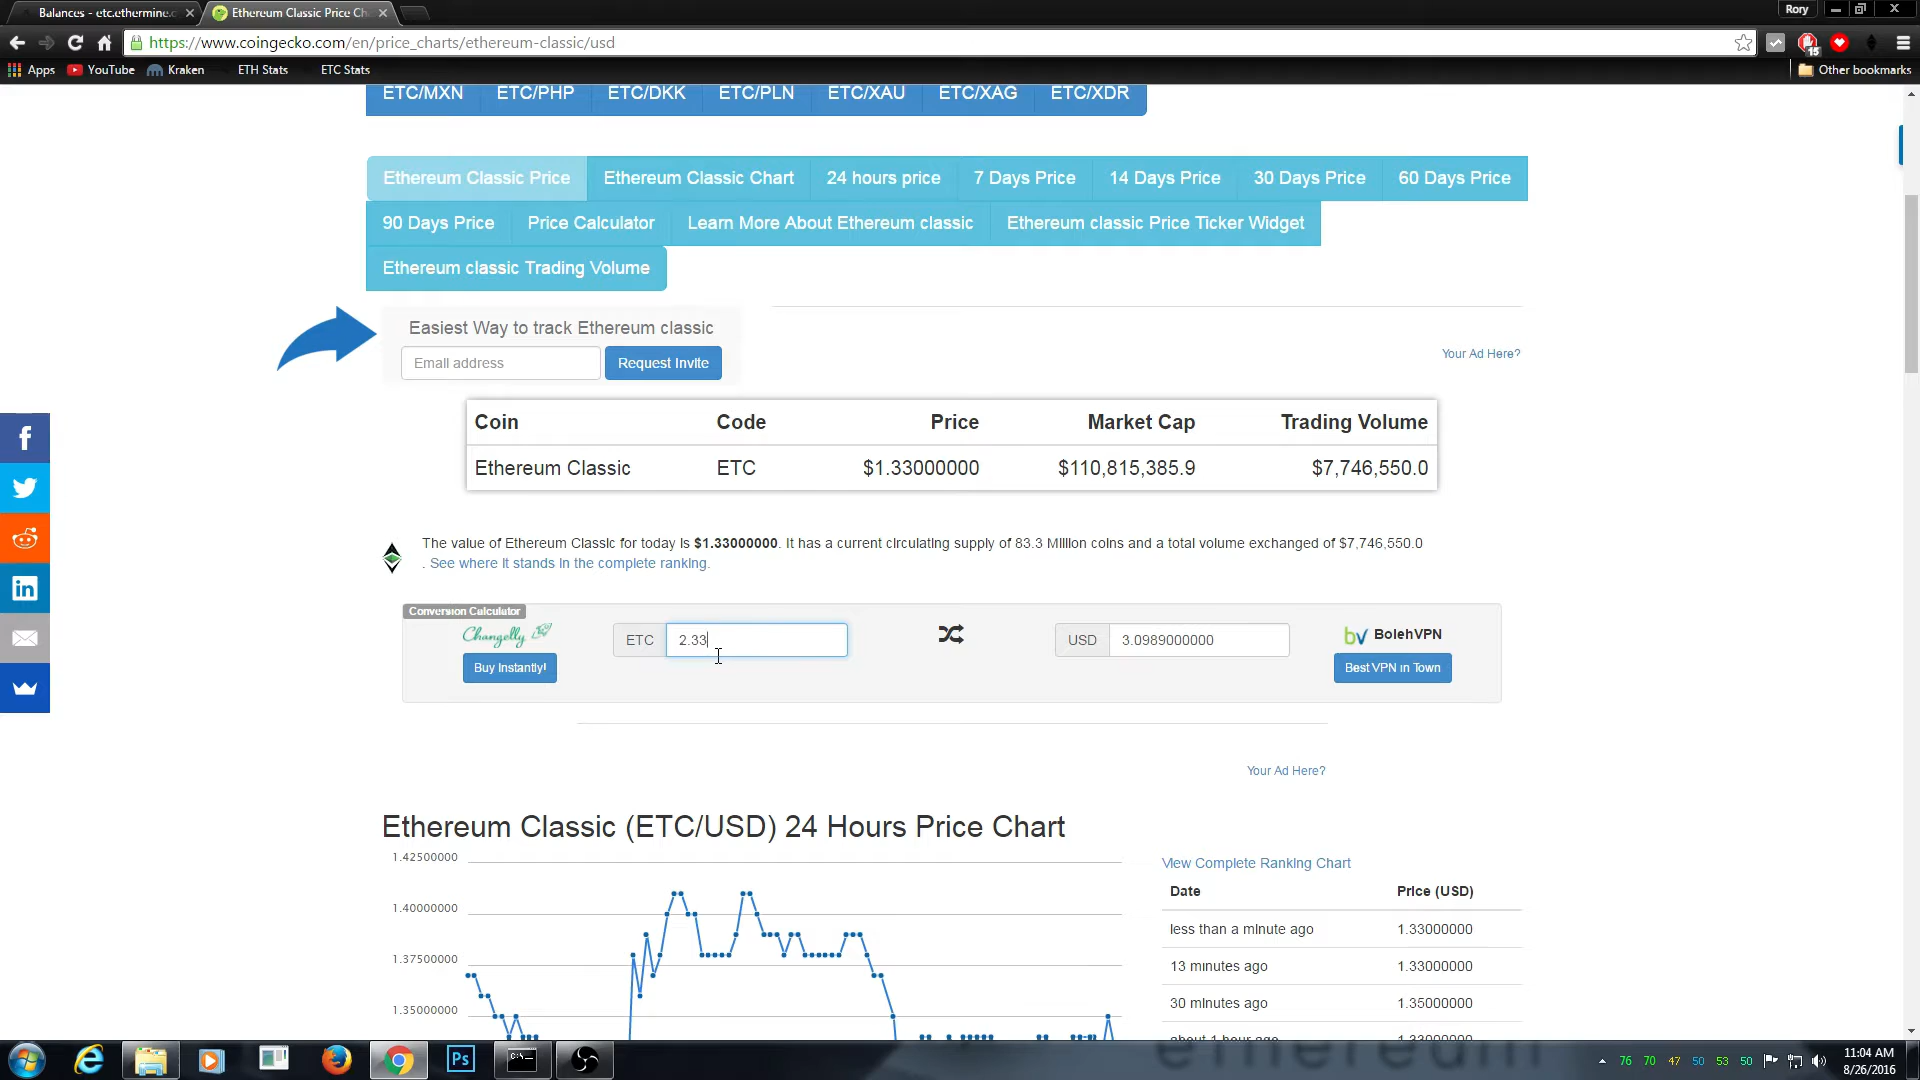 Balances - etc.ethermine.c
Ethereum Classic Price Ch
Rory
https://www.coingecko.com/en/price_charts/ethereum-classic/usd
15
Apps YouTube Kraken ETH Stats ETC Stats Other bookmarks
ETC/MXN ETC/PHP ETC/DKK ETC/PLN ETC/XAU ETC/XAG ETC/XDR
Ethereum Classic Price Ethereum Classic Chart 24 hours price 7 Days Price 14 Days Price 30 Days Price 60 Days Price
90 Days Price Price Calculator Learn More About Ethereum classic Ethereum classic Price Ticker Widget
Ethereum classic Trading Volume
Easiest Way to track Ethereum classic
Email address Request Invite
Your Ad Here?
Coin Code Price Market Cap Trading Volume
Ethereum Classic ETC $1.33000000 $110,815,385.9 $7,746,550.0
The value of Ethereum Classic for today is $1.33000000. It has a current circulating supply of 83.3 Million coins and a total volume exchanged of $7,746,550.0
. See where it stands in the complete ranking.
Conversion Calculator
Changelly
Buy Instantly!
ETC 2.33
USD 3.0989000000
bv BolehVPN
Best VPN in Town
Your Ad Here?
Ethereum Classic (ETC/USD) 24 Hours Price Chart
1.42500000
1.40000000
1.37500000
1.35000000
View Complete Ranking Chart
Date Price (USD)
less than a minute ago 1.33000000
13 minutes ago 1.33000000
30 minutes ago 1.35000000
about 1 hour ago 1.33000000
ethereum
Ps
C:\
76 70 47 50 53 50
11:04 AM
8/26/2016